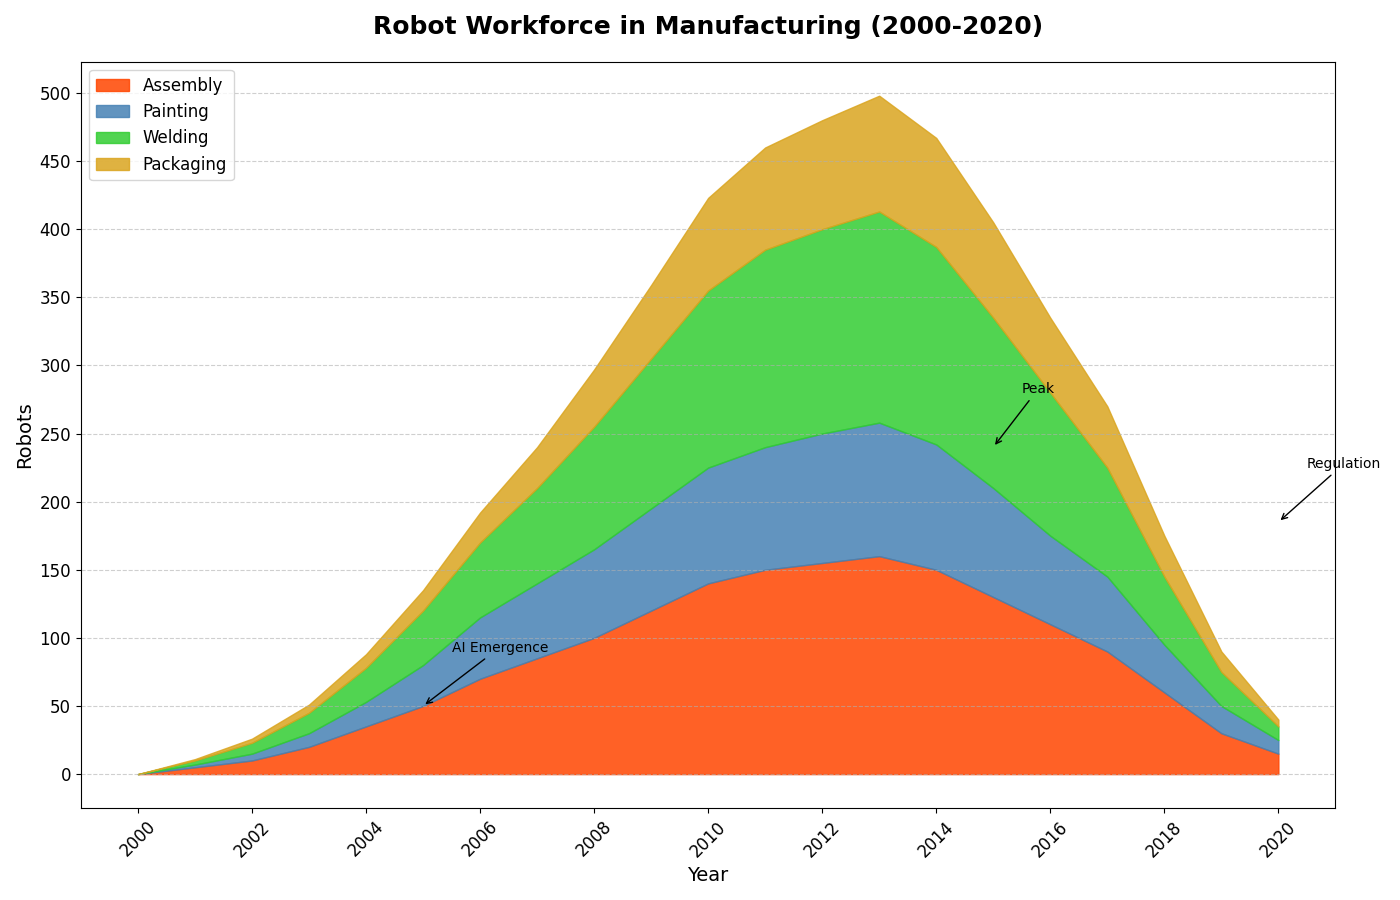 Robot Workforce in Manufacturing (2000-2020)
Assembly
Painting
Welding
Packaging
500
450
400
350
300
250
200
150
100
50
0
Robots
Peak
Regulation
AI Emergence
2000
2002
2004
2006
2008
2010
2012
2014
2016
2018
2020
Year